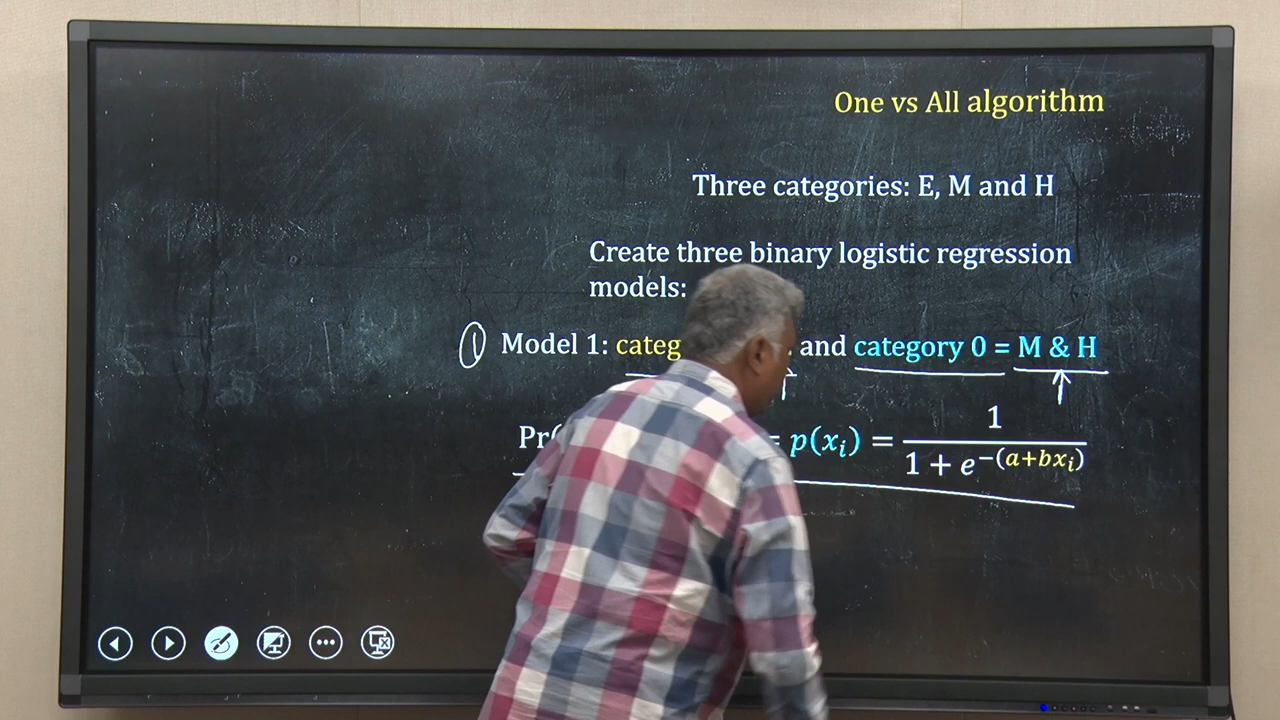 One vs All algorithm
Three categories: E, M and H
Create three binary logistic regression
models:
① Model 1: and category 0 = M & H
= p(xᵢ) = 1 / (1 + e^−(a+bxᵢ))